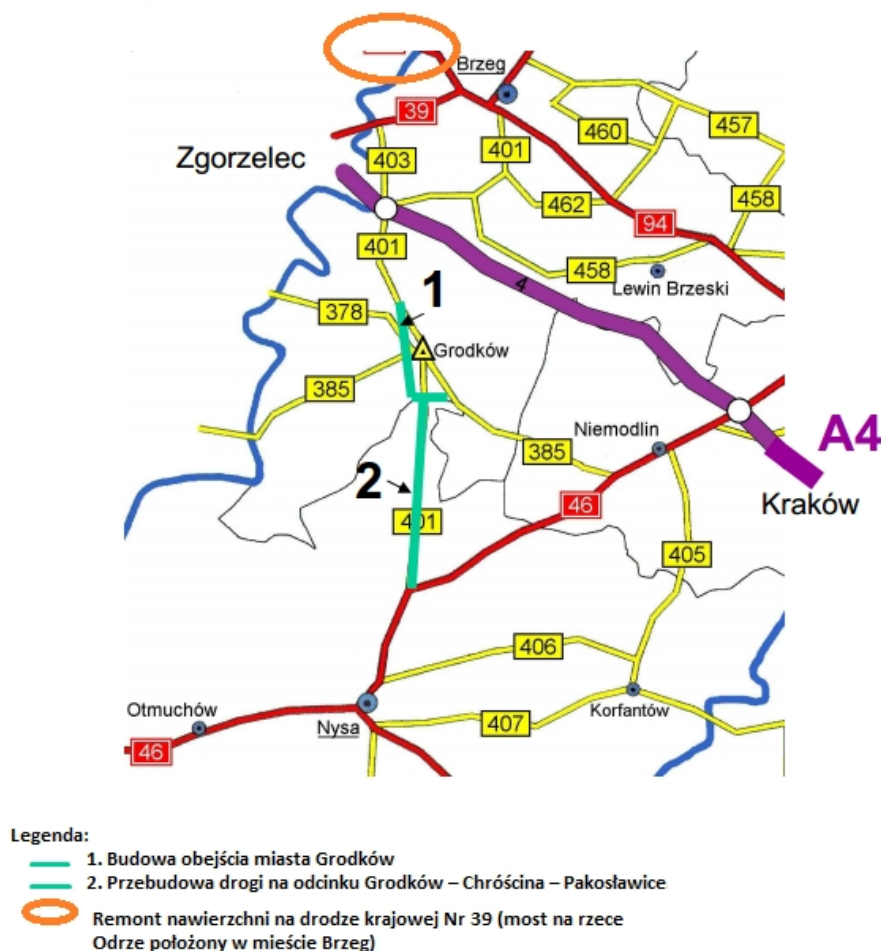 Brzeg
39
460
457
Zgorzelec
403
401
462
458
94
401
458
4
Lewin Brzeski
1
378
Grodków
385
Niemodlin
A4
385
2
46
Kraków
401
405
406
Otmuchów
Korfantów
Nysa
407
46
Legenda:
1. Budowa obejścia miasta Grodków
2. Przebudowa drogi na odcinku Grodków – Chróścina – Pakosławice
Remont nawierzchni na drodze krajowej Nr 39 (most na rzece
Odrze położony w mieście Brzeg)